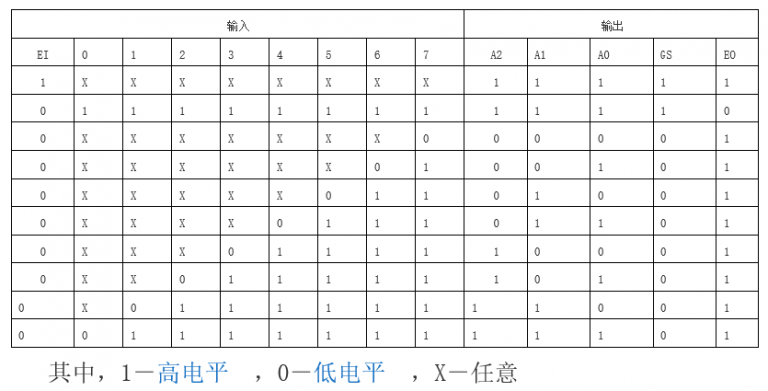 输入 输出
EI 0 1 2 3 4 5 6 7 A2 A1 A0 GS EO
1 X X X X X X X X 1 1 1 1 1
0 1 1 1 1 1 1 1 1 1 1 1 1 0
0 X X X X X X X 0 0 0 0 0 1
0 X X X X X X 0 1 0 0 1 0 1
0 X X X X X 0 1 1 0 1 0 0 1
0 X X X X 0 1 1 1 0 1 1 0 1
0 X X X 0 1 1 1 1 1 0 0 0 1
0 X X 0 1 1 1 1 1 1 0 1 0 1
0 X 0 1 1 1 1 1 1 1 1 0 0 1
0 0 1 1 1 1 1 1 1 1 1 1 0 1
其中，1－高电平 ，0－低电平 ，X－任意